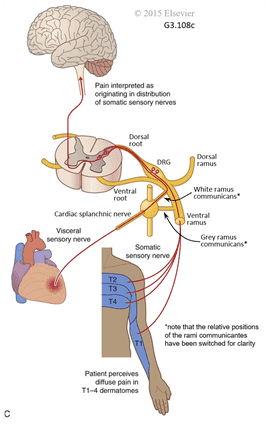 © 2015 Elsevier
G3.108c
Pain interpreted as
originating in distribution
of somatic sensory nerves
Dorsal
root
DRG
Dorsal
ramus
Ventral
root
White ramus
communicans*
Cardiac splanchnic nerve
Ventral
ramus
Grey ramus
communicans*
Visceral
sensory nerve
Somatic
sensory nerve
T2
T3
T4
T1
*note that the relative positions
of the rami communicantes
have been switched for clarity
Patient perceives
diffuse pain in
T1–4 dermatomes
C